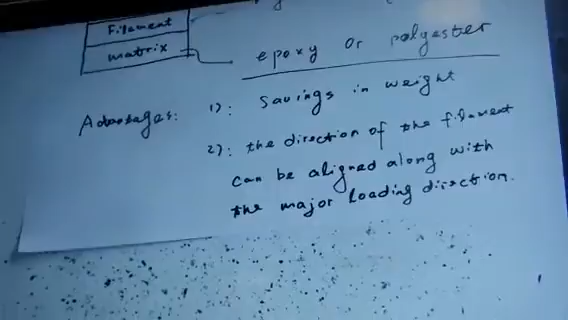 Filament
matrix
epoxy or polyester
Advantages: 1): Savings in weight
2): the direction of the filament
can be aligned along with
the major loading direction.